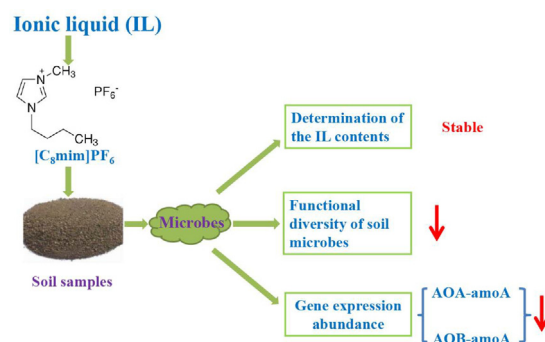 Ionic liquid (IL)
CH3
N+
N
PF6-
CH3
[C8mim]PF6
Soil samples
Microbes
Determination of
the IL contents
Stable
Functional
diversity of soil
microbes
Gene expression
abundance
AOA-amoA
AOB-amoA